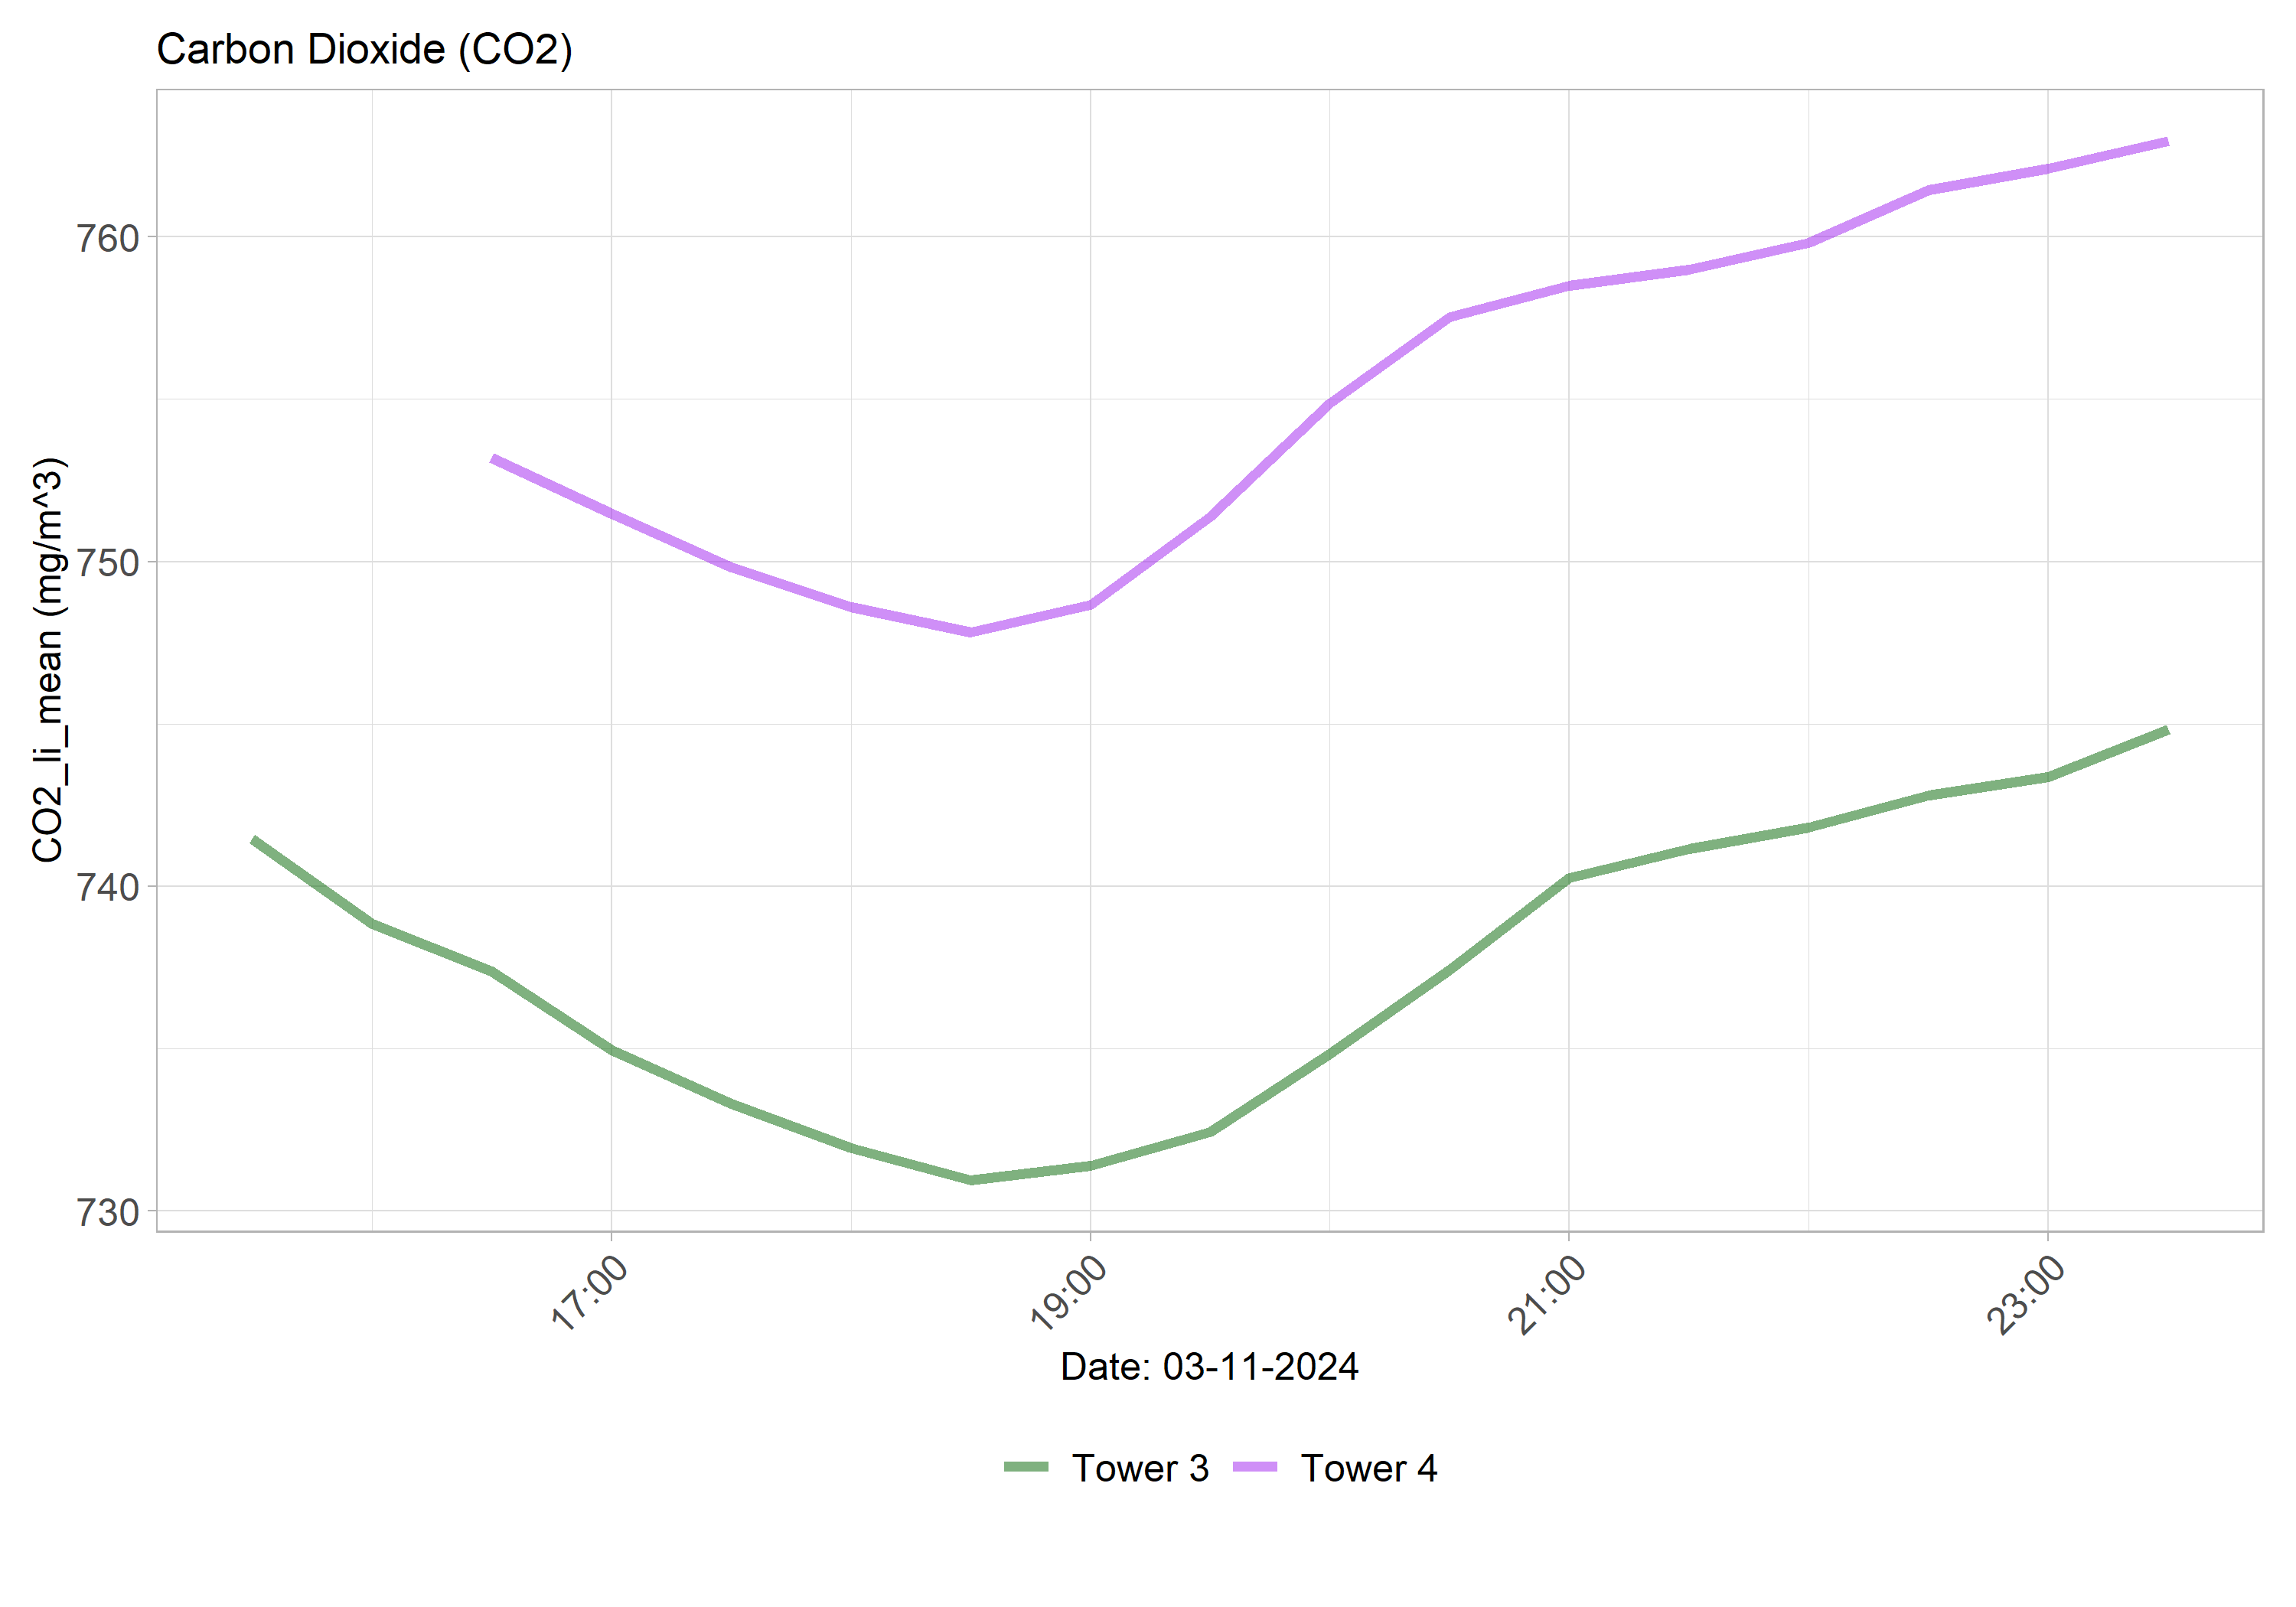 Carbon Dioxide (CO2)
CO2_li_mean (mg/m^3)
760
750
740
730
17:00
19:00
21:00
23:00
Date: 03-11-2024
Tower 3
Tower 4